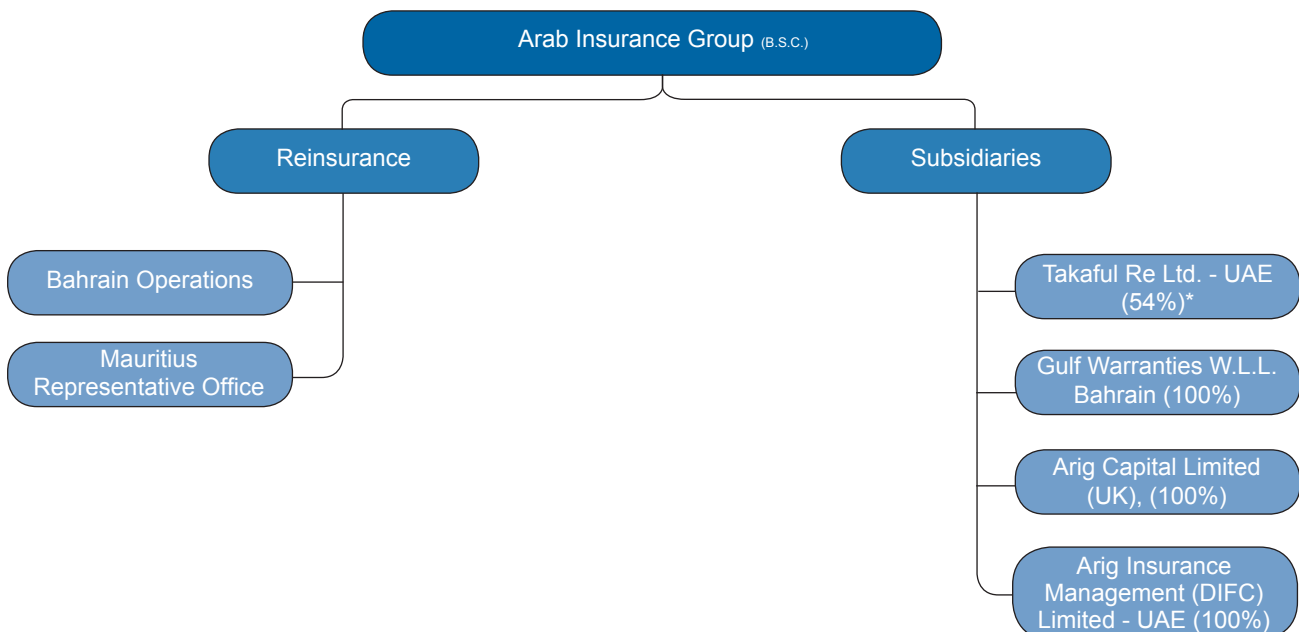 Arab Insurance Group (B.S.C.)
Reinsurance
Subsidiaries
Bahrain Operations
Mauritius
Representative Office
Takaful Re Ltd. - UAE
(54%)*
Gulf Warranties W.L.L.
Bahrain (100%)
Arig Capital Limited
(UK), (100%)
Arig Insurance
Management (DIFC)
Limited - UAE (100%)